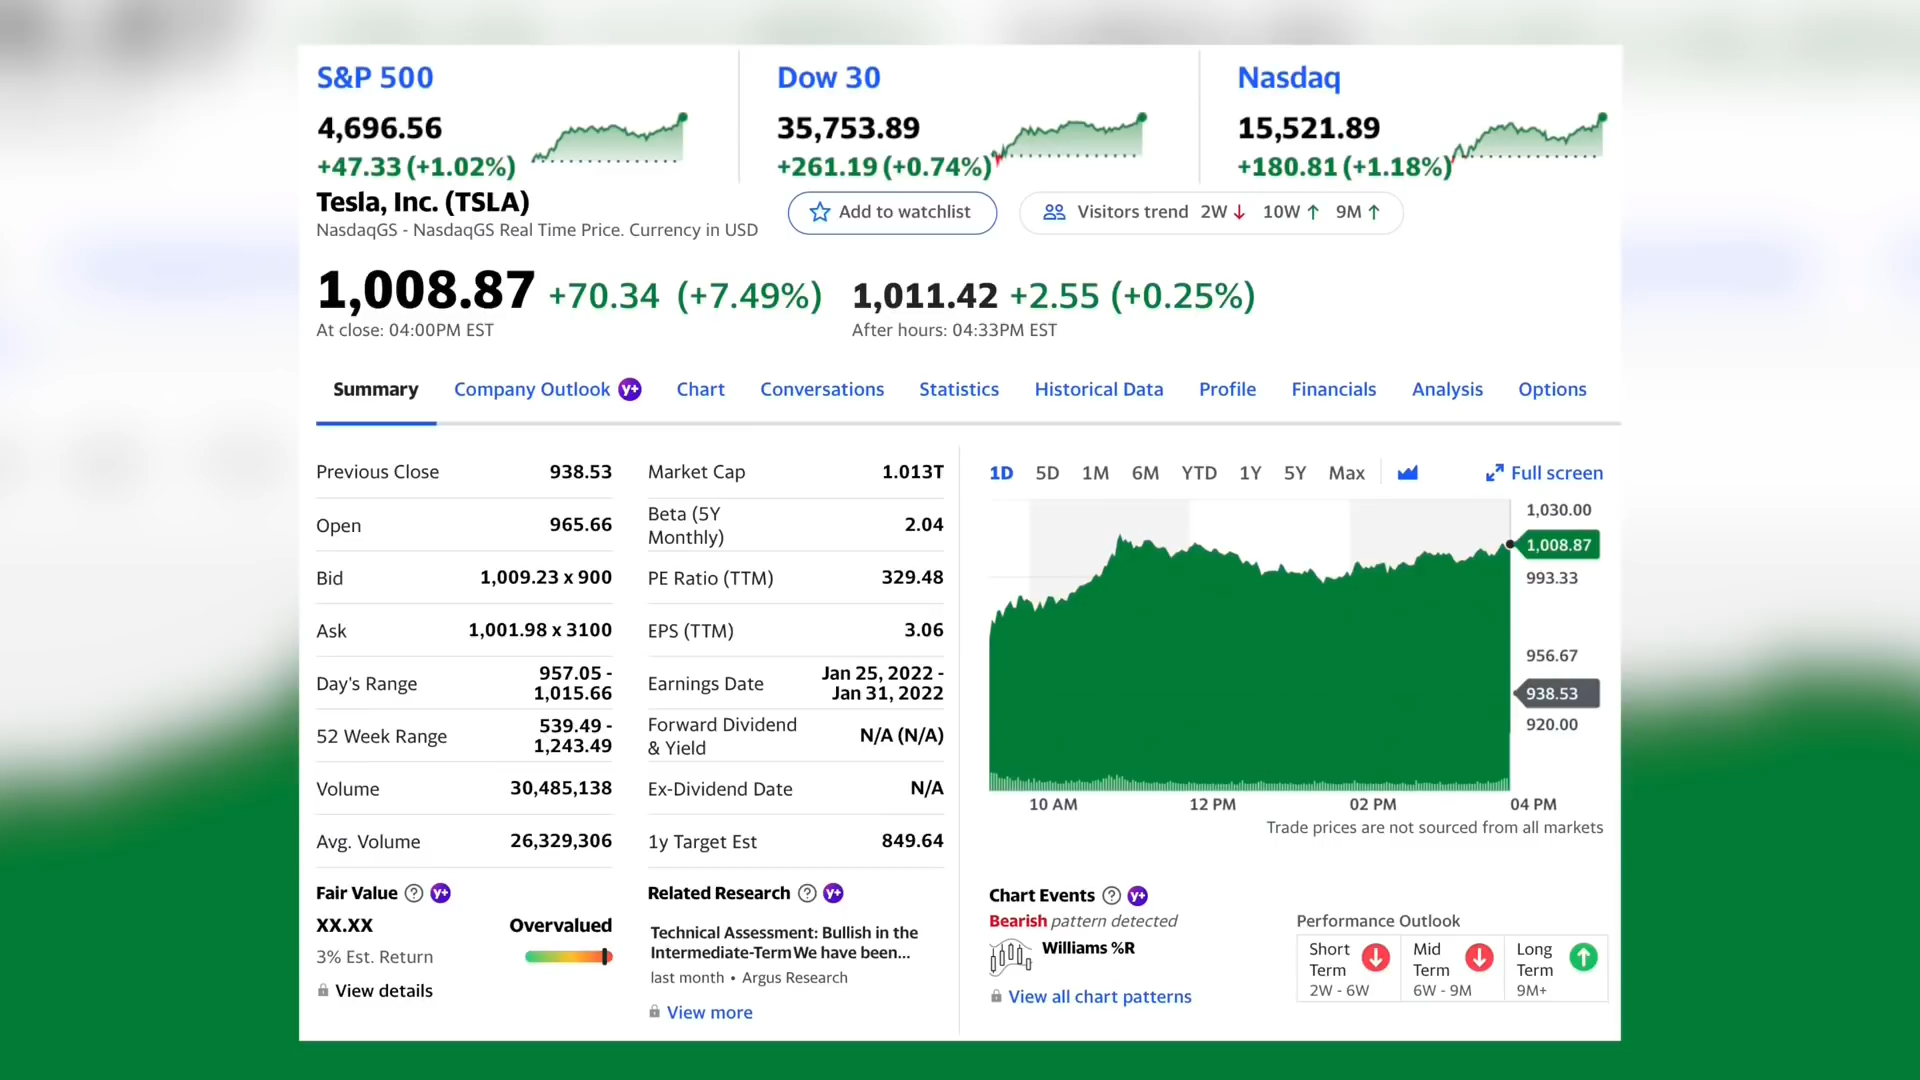 S&P 500
4,696.56
+47.33 (+1.02%)
Dow 30
35,753.89
+261.19 (+0.74%)
Nasdaq
15,521.89
+180.81 (+1.18%)
Tesla, Inc. (TSLA)
NasdaqGS - NasdaqGS Real Time Price. Currency in USD
Add to watchlist
Visitors trend 2W 10W 9M
1,008.87 +70.34 (+7.49%)
At close: 04:00PM EST
1,011.42 +2.55 (+0.25%)
After hours: 04:33PM EST
Summary
Company Outlook y+
Chart
Conversations
Statistics
Historical Data
Profile
Financials
Analysis
Options
Previous Close 938.53
Open 965.66
Bid 1,009.23 x 900
Ask 1,001.98 x 3100
Day's Range 957.05 -
1,015.66
52 Week Range 539.49 -
1,243.49
Volume 30,485,138
Avg. Volume 26,329,306
Market Cap 1.013T
Beta (5Y
Monthly) 2.04
PE Ratio (TTM) 329.48
EPS (TTM) 3.06
Earnings Date Jan 25, 2022 -
Jan 31, 2022
Forward Dividend
& Yield N/A (N/A)
Ex-Dividend Date N/A
1y Target Est 849.64
1D 5D 1M 6M YTD 1Y 5Y Max
Full screen
1,030.00
1,008.87
993.33
956.67
938.53
920.00
10 AM 12 PM 02 PM 04 PM
Trade prices are not sourced from all markets
Fair Value ? y+
XX.XX Overvalued
3% Est. Return
View details
Related Research ? y+
Technical Assessment: Bullish in the
Intermediate-TermWe have been...
last month • Argus Research
View more
Chart Events ? y+
Bearish pattern detected
Williams %R
View all chart patterns
Performance Outlook
Short
Term
2W - 6W
Mid
Term
6W - 9M
Long
Term
9M+